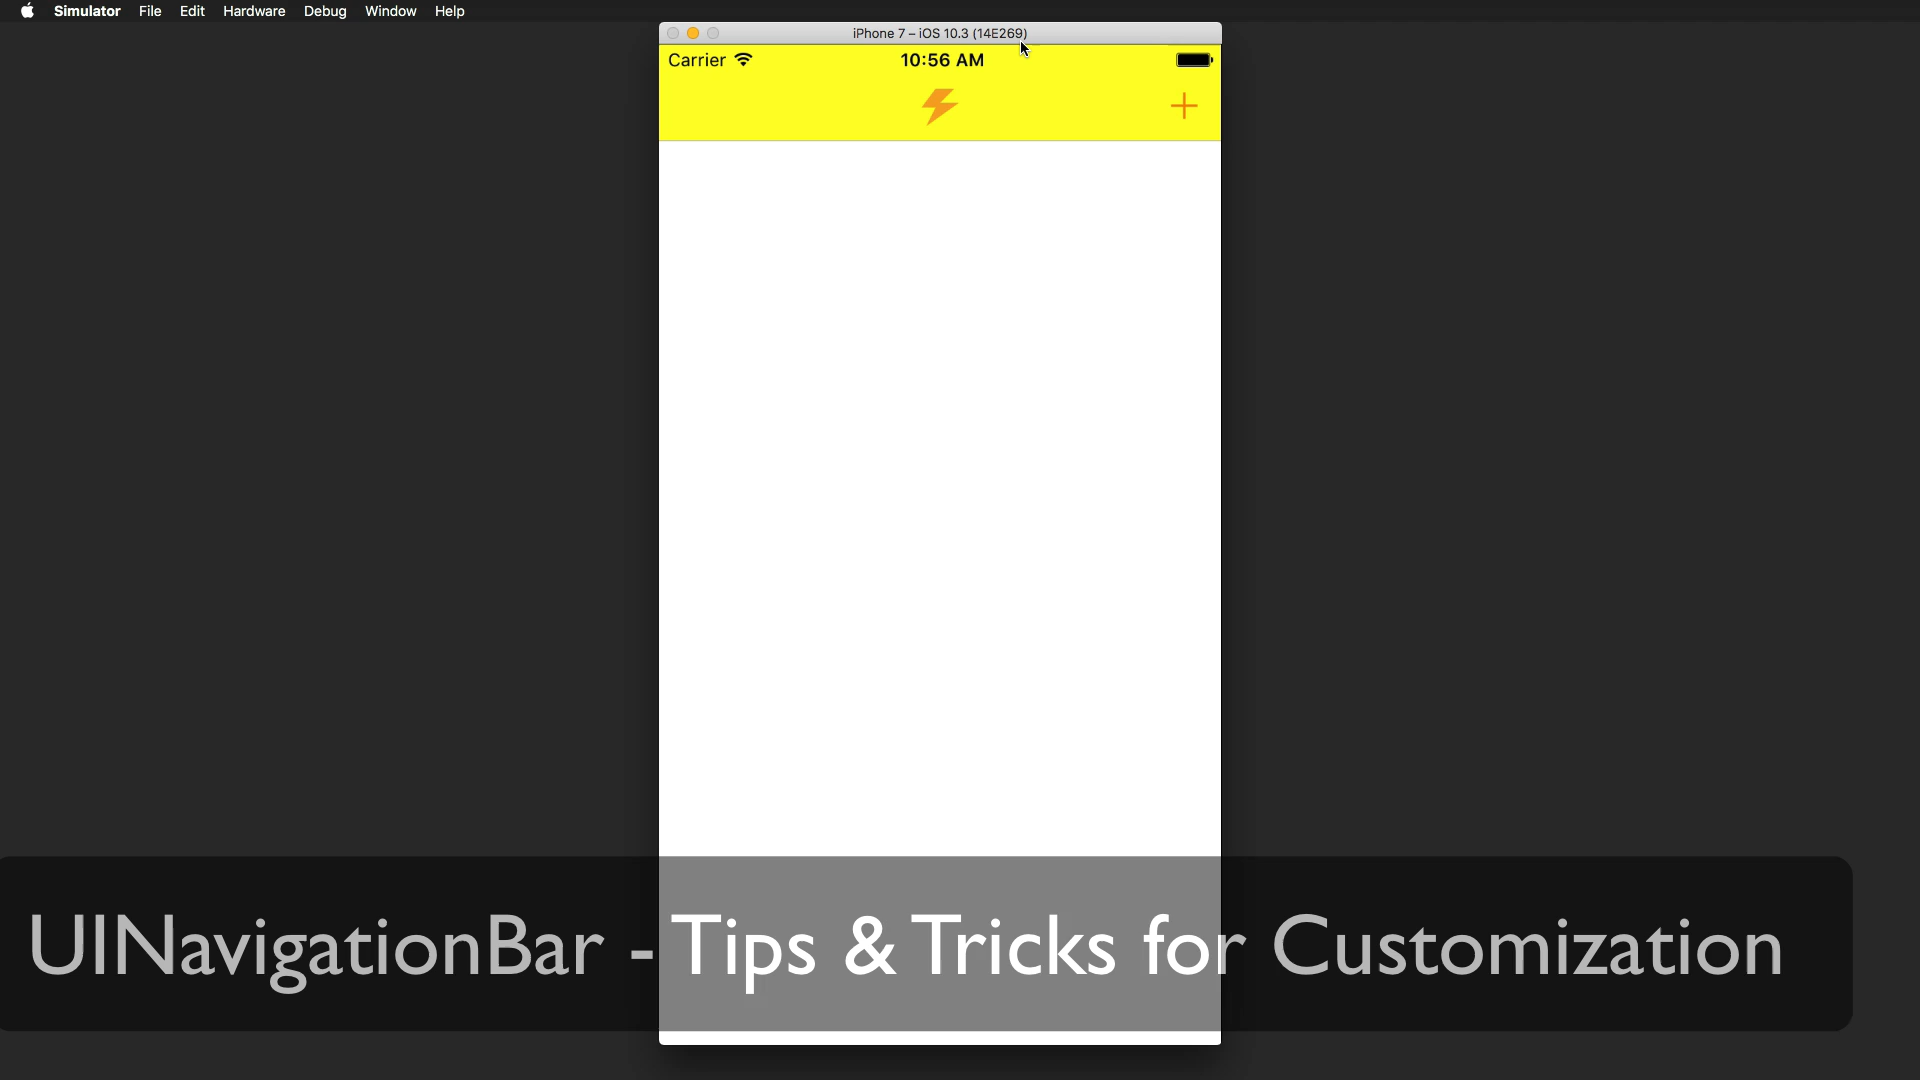 Simulator File Edit Hardware Debug Window Help
iPhone 7 – iOS 10.3 (14E269)
Carrier 10:56 AM
UINavigationBar - Tips & Tricks for Customization